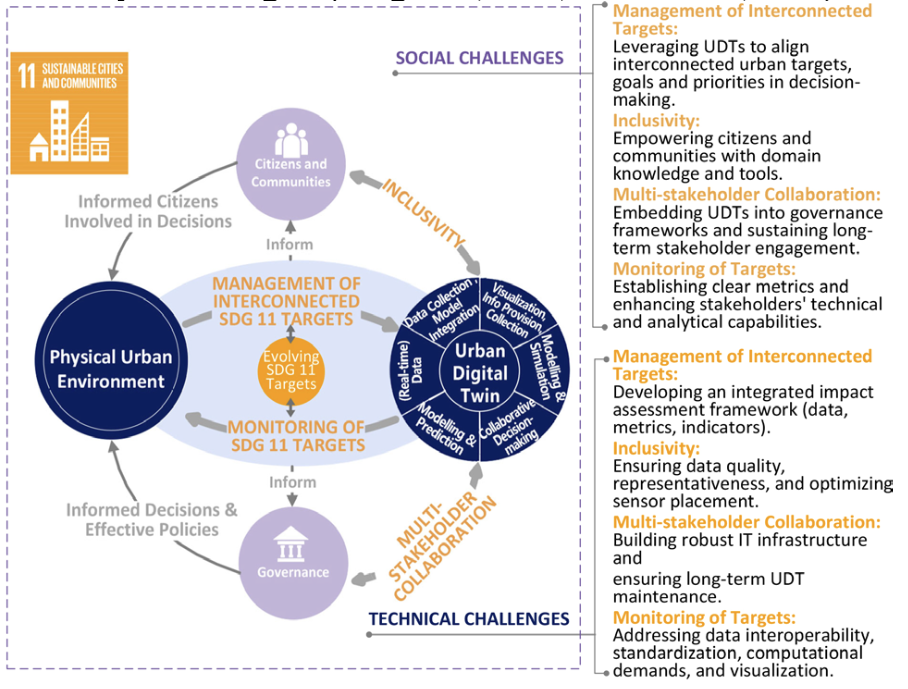 SOCIAL CHALLENGES
11 SUSTAINABLE CITIES
AND COMMUNITIES
Citizens and
Communities
Informed Citizens
Involved in Decisions
INCLUSIVITY
Inform
MANAGEMENT OF
INTERCONNECTED
SDG 11 TARGETS
Physical Urban
Environment
Evolving
SDG 11
Targets
Data Collection,
Model
Integration
Visualization,
Info Provision,
Collection
(Real-time)
Data
Urban
Digital
Twin
Modelling &
Simulation
Modelling &
Prediction
Collaborative
Decision-
making
MONITORING OF
SDG 11 TARGETS
Inform
Informed Decisions &
Effective Policies
Governance
MULTI-
STAKEHOLDER
COLLABORATION
TECHNICAL CHALLENGES
Management of Interconnected
Targets:
Leveraging UDTs to align
interconnected urban targets,
goals and priorities in decision-
making.
Inclusivity:
Empowering citizens and
communities with domain
knowledge and tools.
Multi-stakeholder Collaboration:
Embedding UDTs into governance
frameworks and sustaining long-
term stakeholder engagement.
Monitoring of Targets:
Establishing clear metrics and
enhancing stakeholders' technical
and analytical capabilities.
Management of Interconnected
Targets:
Developing an integrated impact
assessment framework (data,
metrics, indicators).
Inclusivity:
Ensuring data quality,
representativeness, and optimizing
sensor placement.
Multi-stakeholder Collaboration:
Building robust IT infrastructure
and
ensuring long-term UDT
maintenance.
Monitoring of Targets:
Addressing data interoperability,
standardization, computational
demands, and visualization.